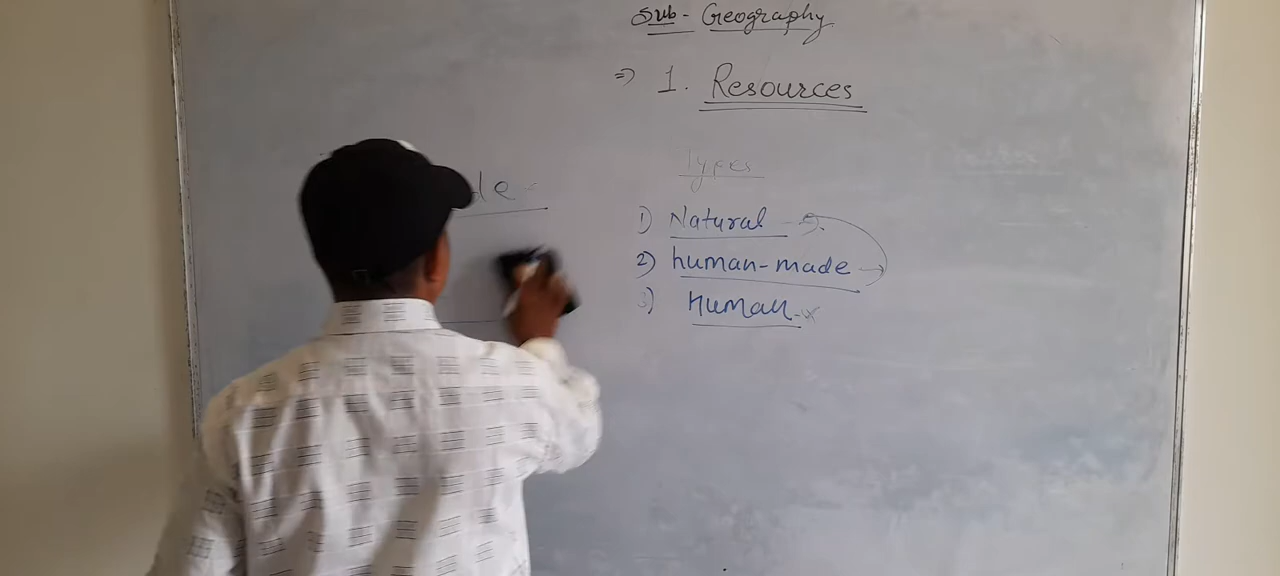 Sub - Geography
⇒ 1. Resources
Types
1) Natural -
2) human-made →
3) Human -